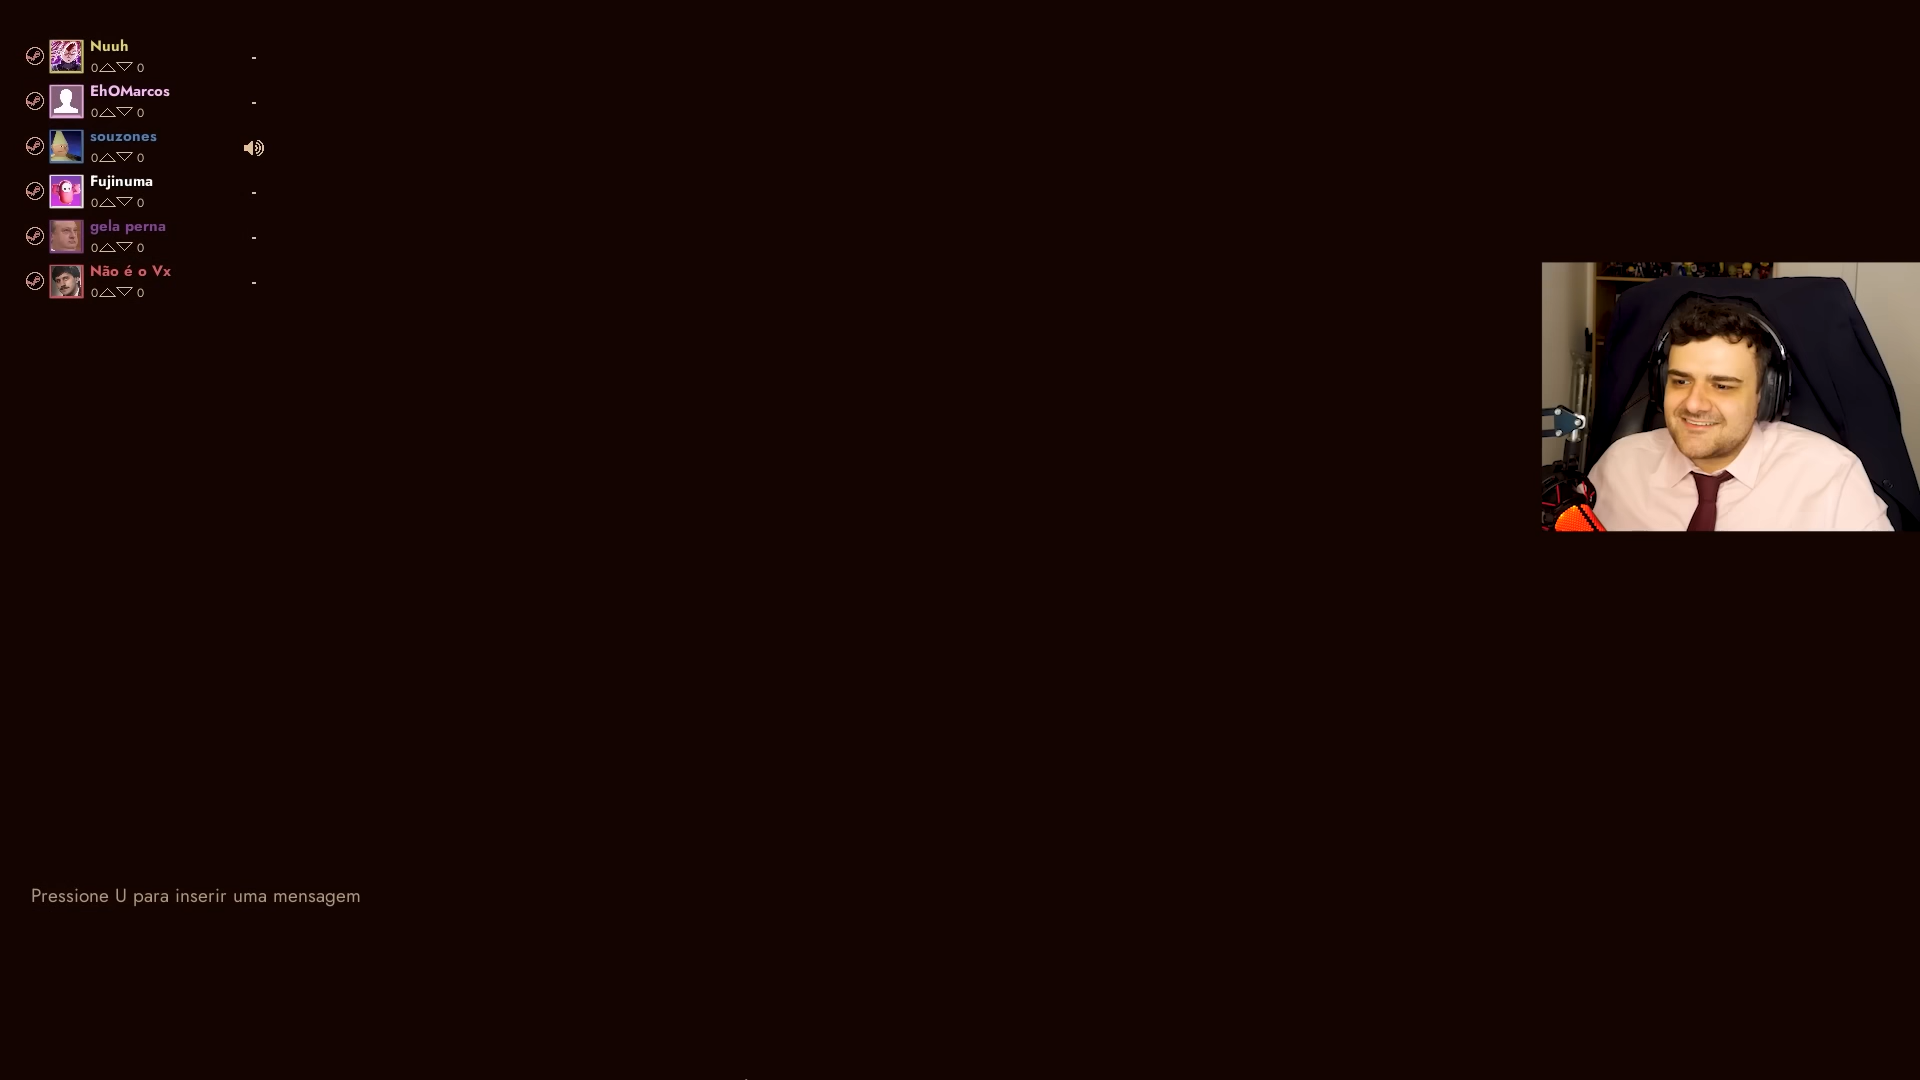 Nuuh
0 0
-
EhOMarcos
0 0
-
souzones
0 0
Fujinuma
0 0
-
gela perna
0 0
-
Não é o Vx
0 0
-
Pressione U para inserir uma mensagem